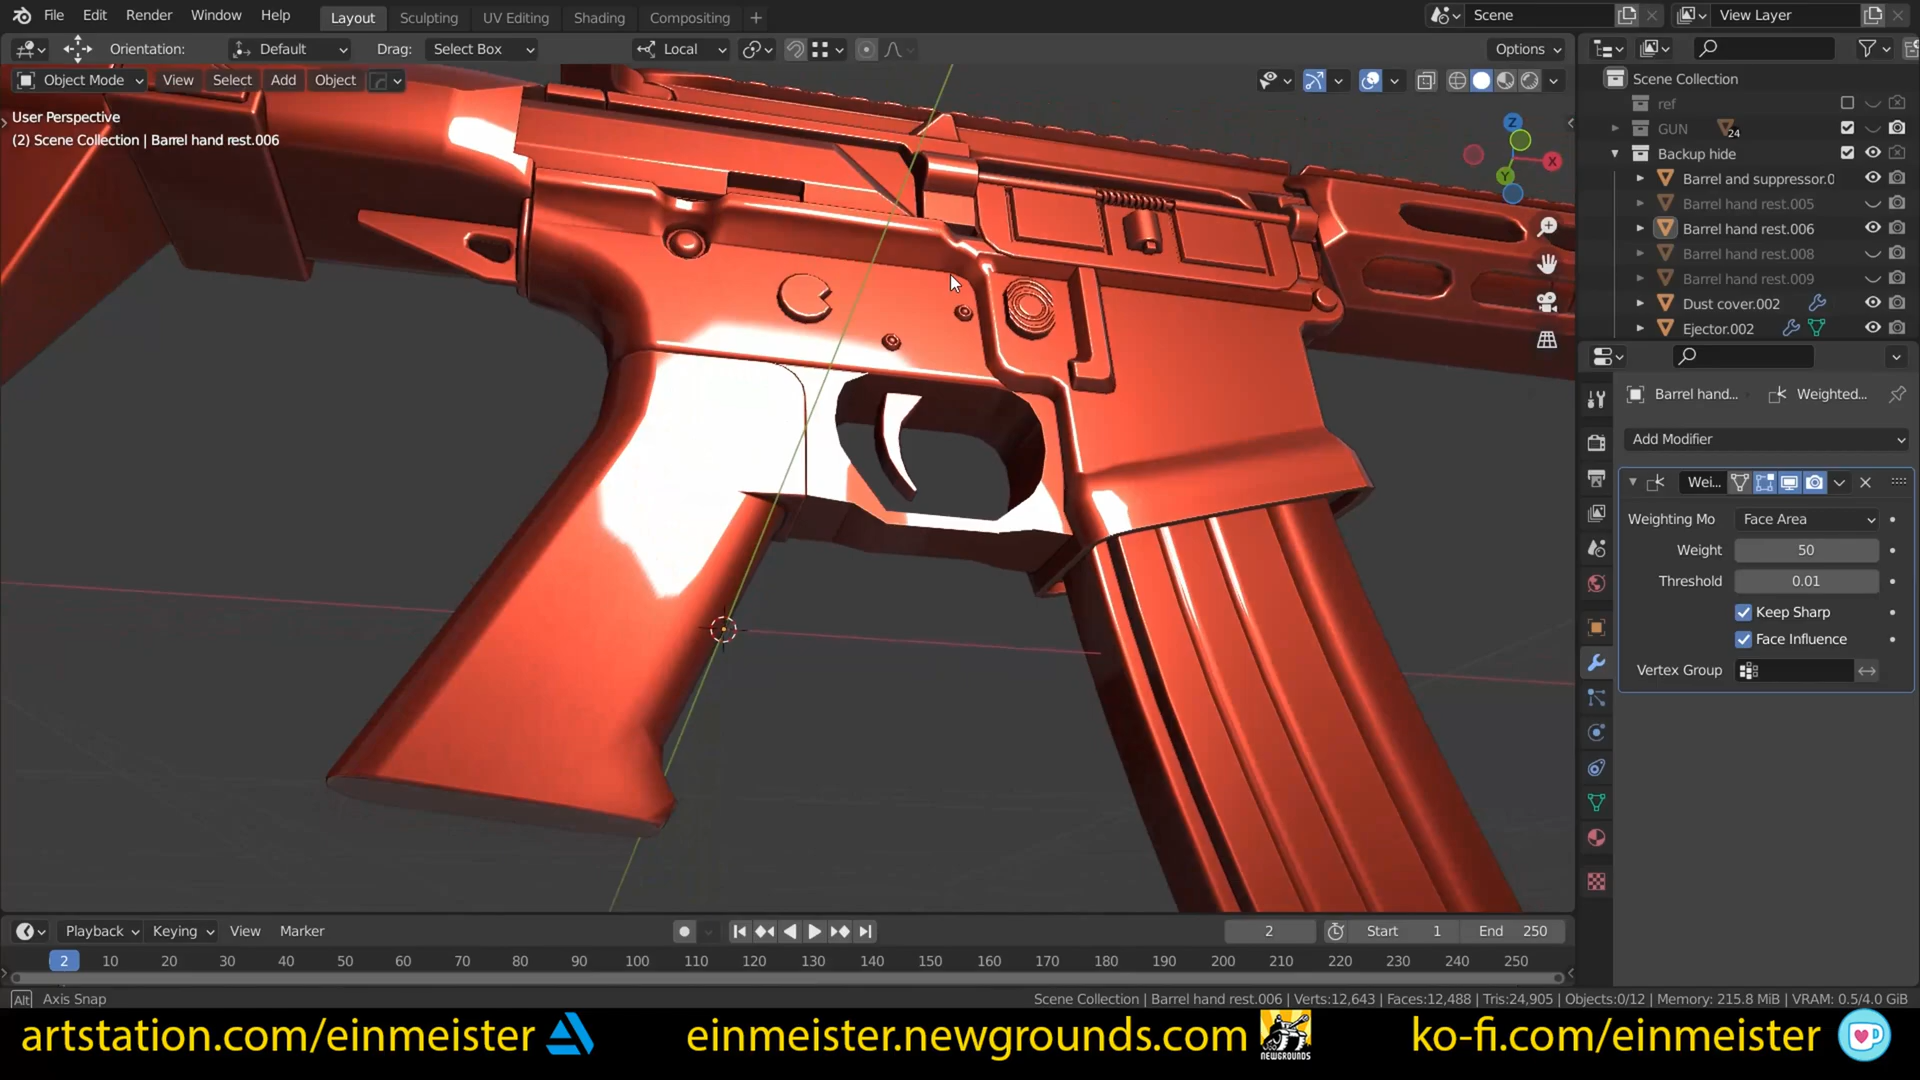 File Edit Render Window Help Layout Sculpting UV Editing Shading Compositing + Scene View Layer
Orientation: Default Drag: Select Box Local Options
Object Mode View Select Add Object
User Perspective
(2) Scene Collection | Barrel hand rest.006
Z
X
Y
Scene Collection
ref
GUN 24
Backup hide
Barrel and suppressor.0
Barrel hand rest.005
Barrel hand rest.006
Barrel hand rest.008
Barrel hand rest.009
Dust cover.002
Ejector.002
Barrel hand... Weighted...
Add Modifier
Wei...
Weighting Mo Face Area
Weight 50
Threshold 0.01
Keep Sharp
Face Influence
Vertex Group
Playback Keying View Marker 2 Start 1 End 250
2 10 20 30 40 50 60 70 80 90 100 110 120 130 140 150 160 170 180 190 200 210 220 230 240 250
Alt Axis Snap
Scene Collection | Barrel hand rest.006 | Verts:12,643 | Faces:12,488 | Tris:24,905 | Objects:0/12 | Memory: 215.8 MiB | VRAM: 0.5/4.0 GiB
artstation.com/einmeister einmeister.newgrounds.com NEWGROUNDS ko-fi.com/einmeister